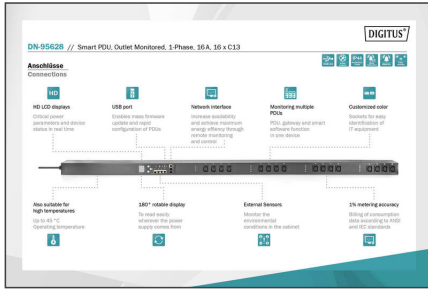 DIGITUS®
DN-95628 // Smart PDU, Outlet Monitored, 1-Phase, 16A, 16 x C13
Anschlüsse
Connections
HD
HD LCD displays
Critical power
parameters and device
status in real time
USB port
Enables mass firmware
update and rapid
configuration of PDUs
Network interface
Increase availability
and achieve maximum
energy effieny through
remote monitoring
and control
Monitoring multiple
PDUs
PDU, gateway and smart
software function
in one device
Customized color
Sockets for easy
identification of
IT-equipment
Also suitable for
high temperatures
Up to 45 °C
Operating temperature
180° rotable display
To read easily
wherever the power
supply comes from
External Sensors
Monitor the
environmental
conditions in the cabinet
1% metering accuracy
Billing of consumption
data according to ANSI
and IEC standards